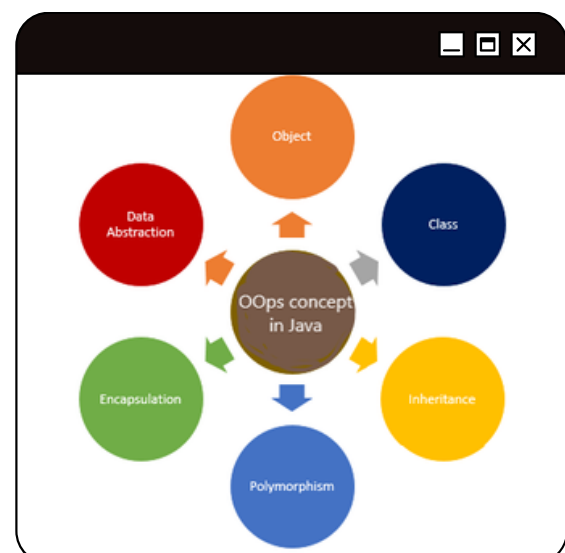 Object
Data
Abstraction
Class
OOps concept
in Java
Encapsulation
Inheritance
Polymorphism